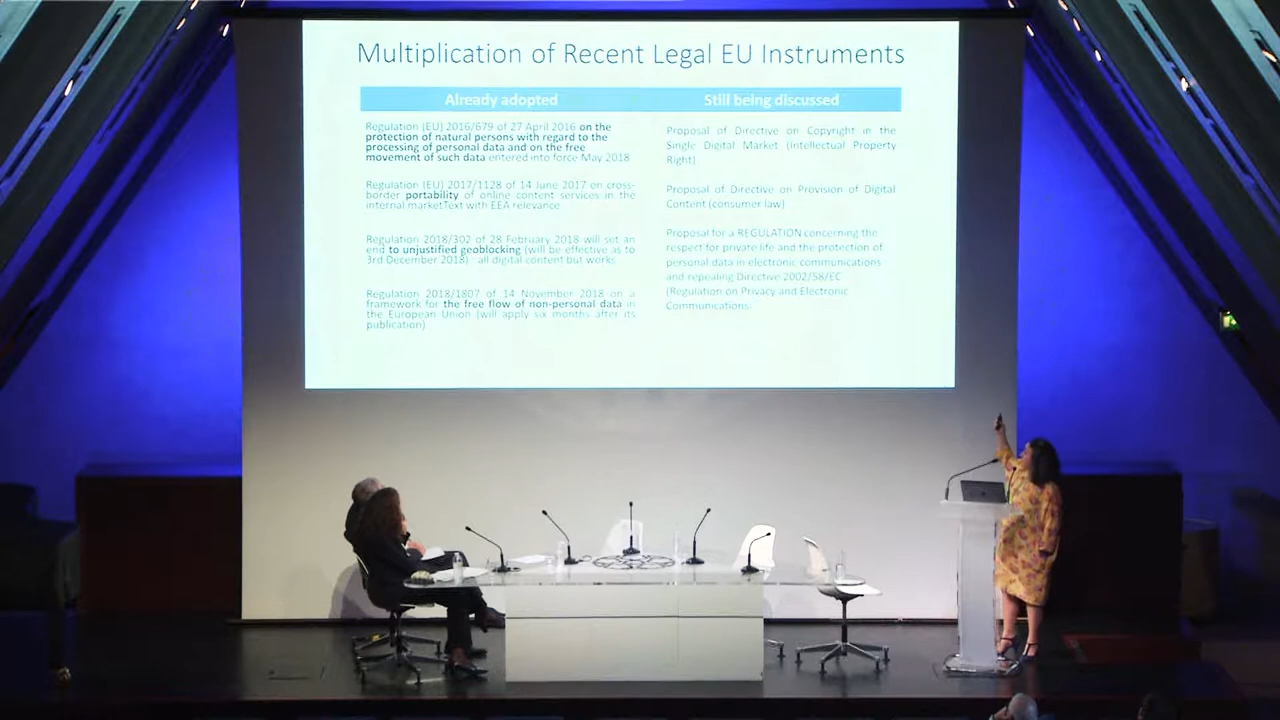 Multiplication of Recent Legal EU Instruments
Already adopted
Regulation (EU) 2016/679 of 27 April 2016 on the
protection of natural persons with regard to the
processing of personal data and on the free
movement of such data entered into force May 2018
Regulation (EU) 2017/1128 of 14 June 2017 on cross-
border portability of online content services in the
internal marketText with EEA relevance
Regulation 2018/302 of 28 February 2018 will set an
end to unjustified geoblocking (will be effective as to
3rd December 2018) - all digital content but works
Regulation 2018/1807 of 14 November 2018 on a
framework for the free flow of non-personal data in
the European Union (will apply six months after its
publication)
Still being discussed
Proposal of Directive on Copyright in the
Single Digital Market (Intellectual Property
Right)
Proposal of Directive on Provision of Digital
Content (consumer law)
Proposal for a REGULATION concerning the
respect for private life and the protection of
personal data in electronic communications
and repealing Directive 2002/58/EC
(Regulation on Privacy and Electronic
Communications.